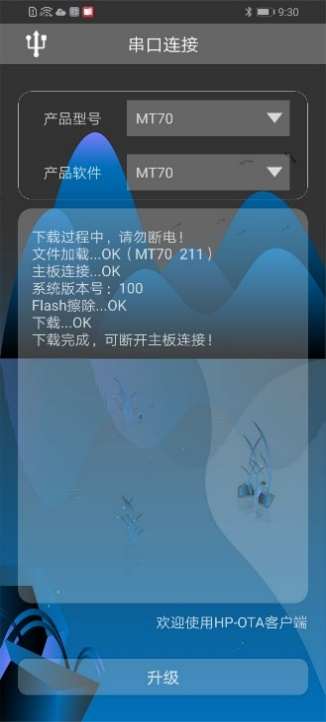 9:30
串口连接
产品型号 MT70
产品软件 MT70
下载过程中，请勿断电！
文件加载...OK（MT70 211）
主板连接...OK
系统版本号：100
Flash擦除...OK
下载...OK
下载完成，可断开主板连接！
欢迎使用HP-OTA客户端
升级